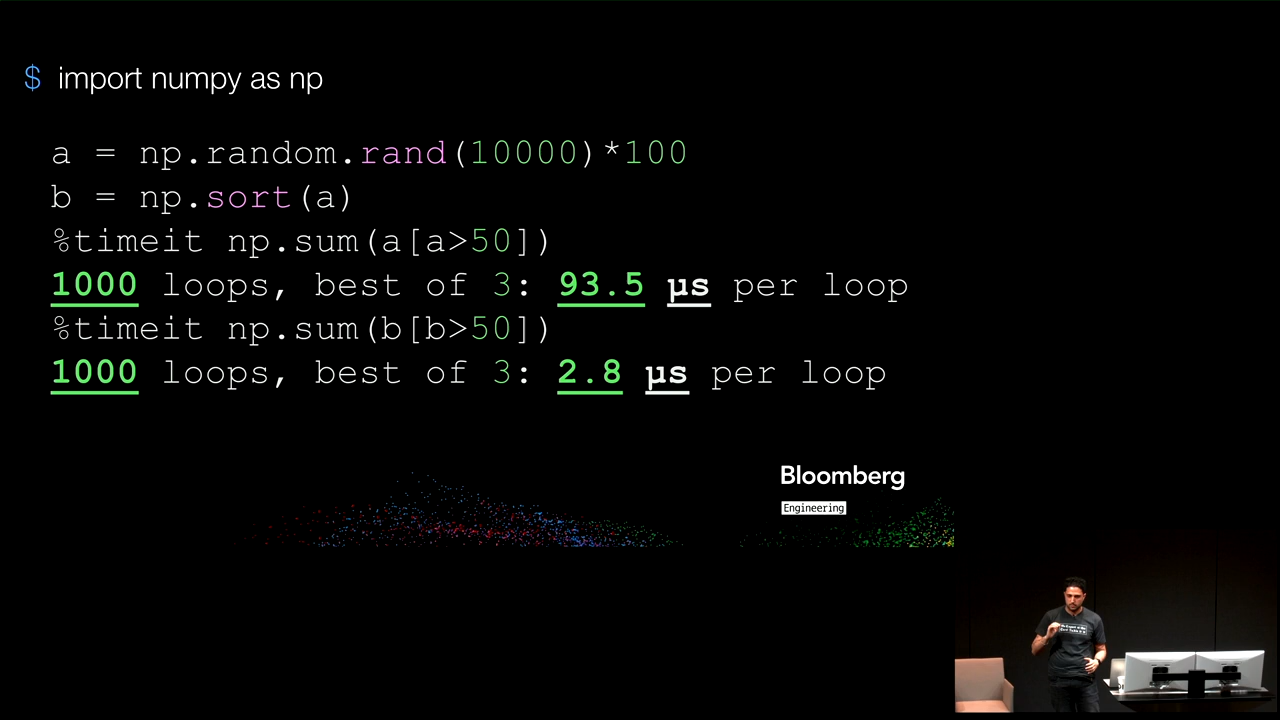 $ import numpy as np
a = np.random.rand(10000)*100
b = np.sort(a)
%timeit np.sum(a[a>50])
1000 loops, best of 3: 93.5 µs per loop
%timeit np.sum(b[b>50])
1000 loops, best of 3: 2.8 µs per loop
Bloomberg
Engineering